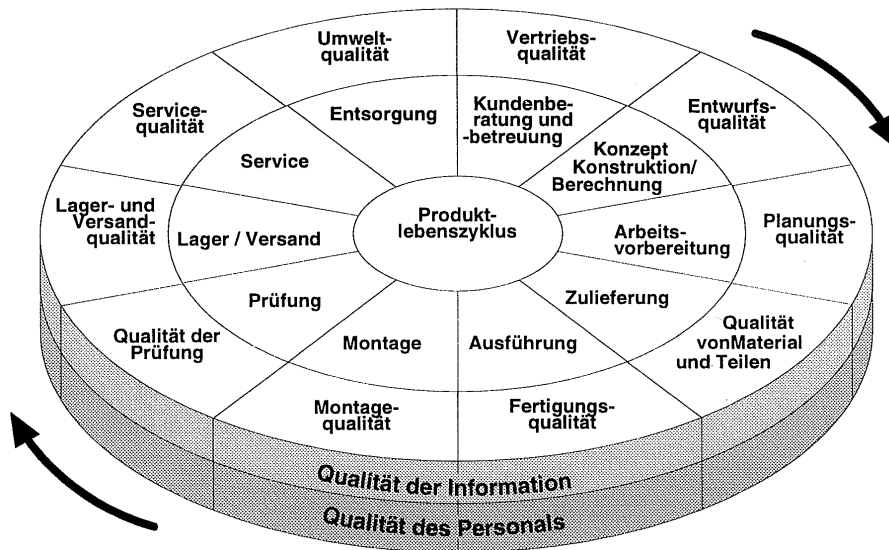 Umwelt-
qualität
Vertriebs-
qualität
Entwurfs-
qualität
Planungs-
qualität
Qualität
vonMaterial
und Teilen
Fertigungs-
qualität
Montage-
qualität
Qualität der
Prüfung
Lager- und
Versand-
qualität
Service-
qualität
Entsorgung
Kundenbe-
ratung und
-betreuung
Konzept
Konstruktion/
Berechnung
Arbeits-
vorbereitung
Zulieferung
Ausführung
Montage
Prüfung
Lager / Versand
Service
Produkt-
lebenszyklus
Qualität der Information
Qualität des Personals